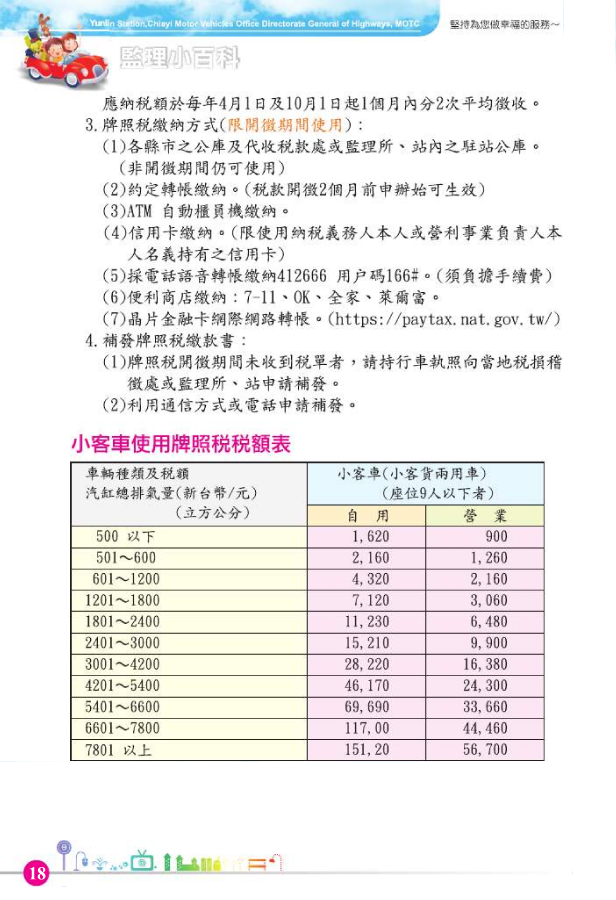 Yunlin Station,Chiayi Motor Vehicles Office Directorate General of Highways, MOTC
堅持為您做幸福的服務～
監理小百科
應納稅額於每年4月1日及10月1日起1個月內分2次平均徵收。
3.牌照稅繳納方式(限開徵期間使用)：
(1)各縣市之公庫及代收稅款處或監理所、站內之駐站公庫。
(非開徵期間仍可使用)
(2)約定轉帳繳納。(稅款開徵2個月前申辦始可生效)
(3)ATM 自動櫃員機繳納。
(4)信用卡繳納。(限使用納稅義務人本人或營利事業負責人本
人名義持有之信用卡)
(5)採電話語音轉帳繳納412666 用户碼166#。(須負擔手續費)
(6)便利商店繳納：7-11、OK、全家、萊爾富。
(7)晶片金融卡網際網路轉帳。(https://paytax.nat.gov.tw/)
4.補發牌照稅繳款書：
(1)牌照稅開徵期間未收到稅單者，請持行車執照向當地稅損稽
徵處或監理所、站申請補發。
(2)利用通信方式或電話申請補發。
小客車使用牌照稅稅額表
車輛種類及稅額 小客車(小客貨兩用車)
汽缸總排氣量(新台幣/元) (座位9人以下者)
(立方公分) 自 用 營 業
500 以下 1,620 900
501～600 2,160 1,260
601～1200 4,320 2,160
1201～1800 7,120 3,060
1801～2400 11,230 6,480
2401～3000 15,210 9,900
3001～4200 28,220 16,380
4201～5400 46,170 24,300
5401～6600 69,690 33,660
6601～7800 117,00 44,460
7801 以上 151,20 56,700
18